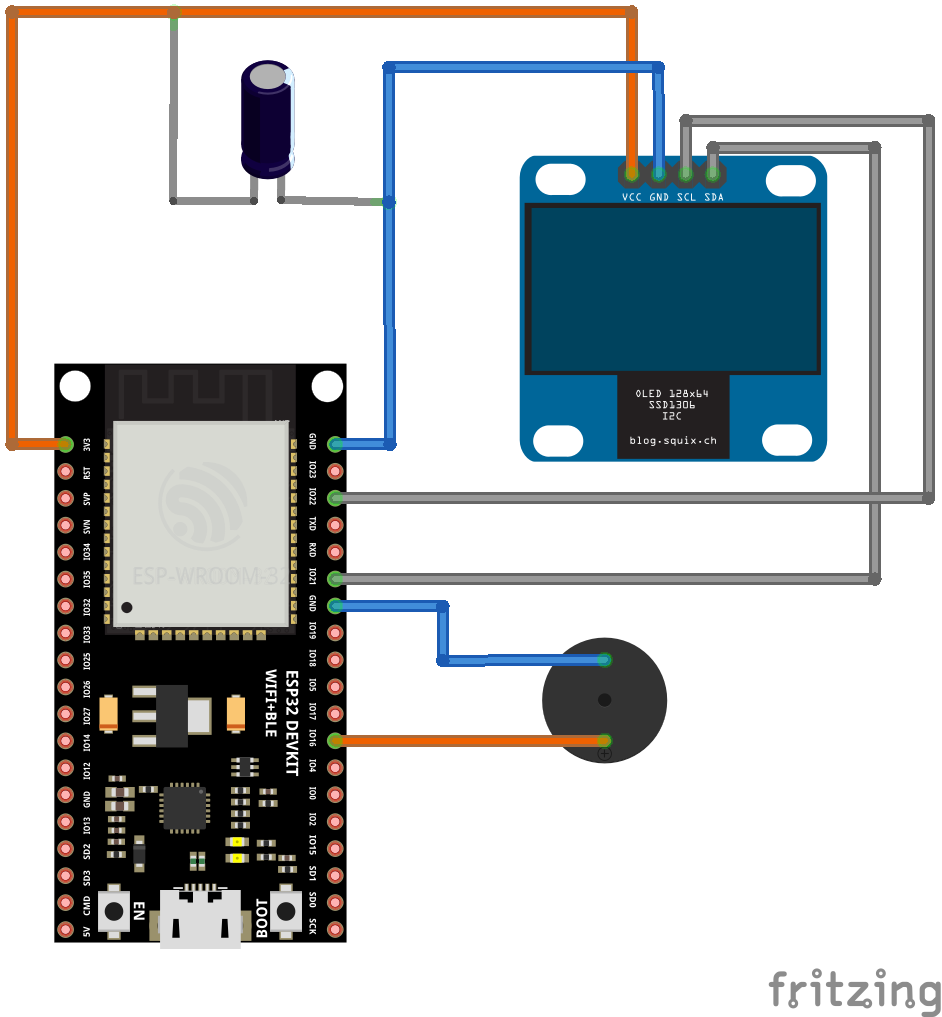 VCC GND SCL SDA
OLED 128x64
SSD1306
I2C
blog.squix.ch
3V3
RST
SVP
SVN
IO34
IO35
IO32
IO33
IO25
IO26
IO27
IO14
IO12
GND
IO13
SD2
SD3
CMD
5V
GND
IO23
IO22
TXD
RXD
IO21
GND
IO19
IO18
IO5
IO17
IO16
IO4
IO0
IO2
IO15
SD1
SD0
SCK
ESP-WROOM-32
ESP32 DEVKIT
WIFI+BLE
EN
BOOT
fritzing